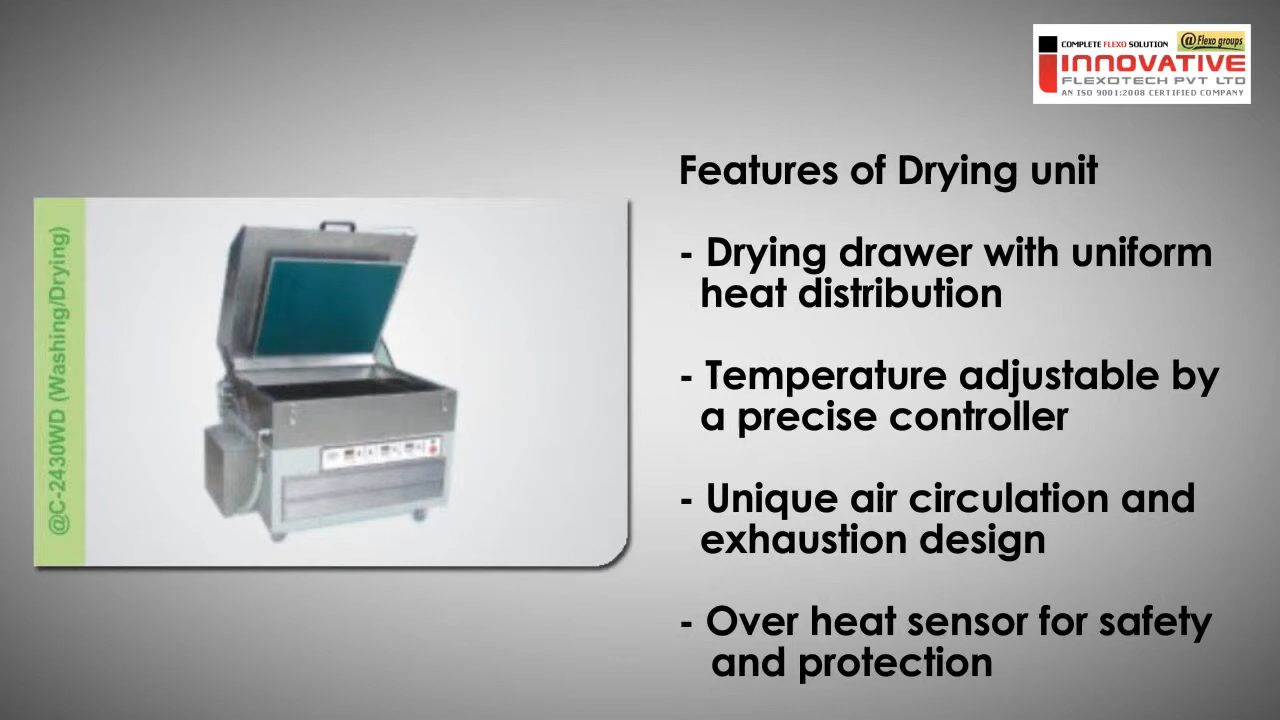 COMPLETE FLEXO SOLUTION
@Flexo groups
INNOVATIVE
FLEXOTECH PVT LTD
AN ISO 9001:2008 CERTIFIED COMPANY
Features of Drying unit
- Drying drawer with uniform
heat distribution
- Temperature adjustable by
a precise controller
- Unique air circulation and
exhaustion design
- Over heat sensor for safety
and protection
@C-2430WD (Washing/Drying)